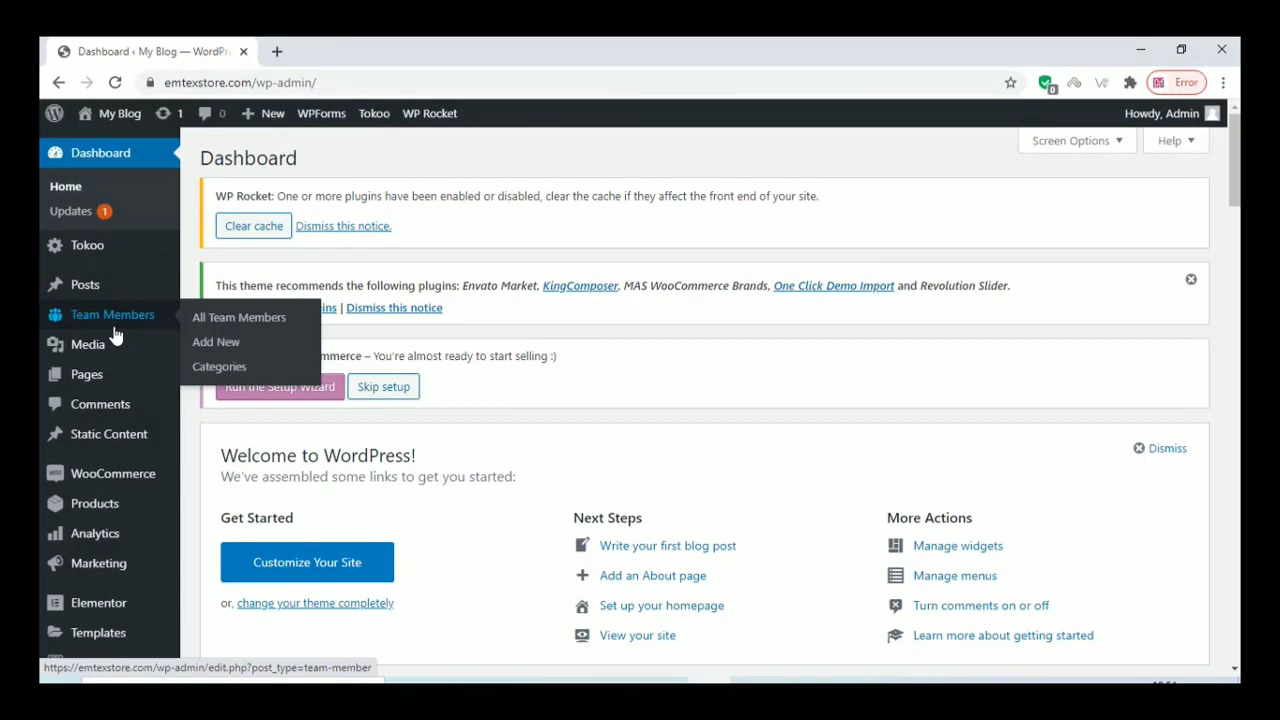 Dashboard ‹ My Blog — WordPr
emtexstore.com/wp-admin/
0
Error
My Blog 1 0 New WPForms Tokoo WP Rocket
Howdy, Admin
Dashboard
Home
Updates 1
Tokoo
Posts
Team Members
Media
Pages
Comments
Static Content
WooCommerce
Products
Analytics
Marketing
Elementor
Templates
All Team Members
Add New
Categories
Screen Options
Help
Dashboard
WP Rocket: One or more plugins have been enabled or disabled, clear the cache if they affect the front end of your site.
Clear cache Dismiss this notice.
This theme recommends the following plugins: Envato Market, KingComposer, MAS WooCommerce Brands, One Click Demo Import and Revolution Slider.
ins | Dismiss this notice
mmerce – You're almost ready to start selling :)
Run the Setup Wizard Skip setup
Welcome to WordPress!
Dismiss
We've assembled some links to get you started:
Get Started
Customize Your Site
or, change your theme completely
Next Steps
Write your first blog post
Add an About page
Set up your homepage
View your site
More Actions
Manage widgets
Manage menus
Turn comments on or off
Learn more about getting started
https://emtexstore.com/wp-admin/edit.php?post_type=team-member